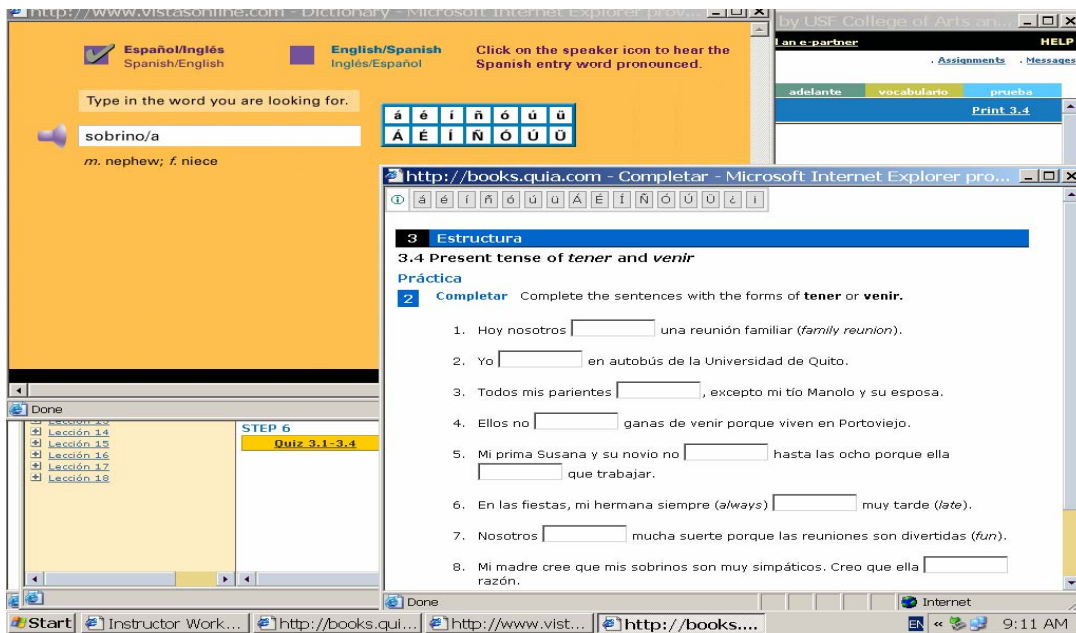 http://www.vistasonline.com - Dictionary - Microsoft Internet Explorer prov...
Español/Inglés
Spanish/English
English/Spanish
Inglés/Español
Click on the speaker icon to hear the
Spanish entry word pronounced.
Type in the word you are looking for.
á é í ñ ó ú ü
Á É Í Ñ Ó Ú Ü
sobrino/a
m. nephew; f. niece
Done
by USF College of Arts an...
an e-partner
HELP
. Assignments . Messages
adelante vocabulario prueba
Print 3.4
Lección 14
Lección 15
Lección 16
Lección 17
Lección 18
STEP 6
Quiz 3.1-3.4
http://books.quia.com - Completar - Microsoft Internet Explorer pro...
á é í ñ ó ú ü Á É Í Ñ Ó Ú Ü ¿ ¡
3 Estructura
3.4 Present tense of tener and venir
Práctica
2 Completar Complete the sentences with the forms of tener or venir.
1. Hoy nosotros una reunión familiar (family reunion).
2. Yo en autobús de la Universidad de Quito.
3. Todos mis parientes , excepto mi tío Manolo y su esposa.
4. Ellos no ganas de venir porque viven en Portoviejo.
5. Mi prima Susana y su novio no hasta las ocho porque ella
que trabajar.
6. En las fiestas, mi hermana siempre (always) muy tarde (late).
7. Nosotros mucha suerte porque las reuniones son divertidas (fun).
8. Mi madre cree que mis sobrinos son muy simpáticos. Creo que ella
razón.
Done
Internet
Start Instructor Work... http://books.qui... http://www.vist... http://books.... EN « 9:11 AM